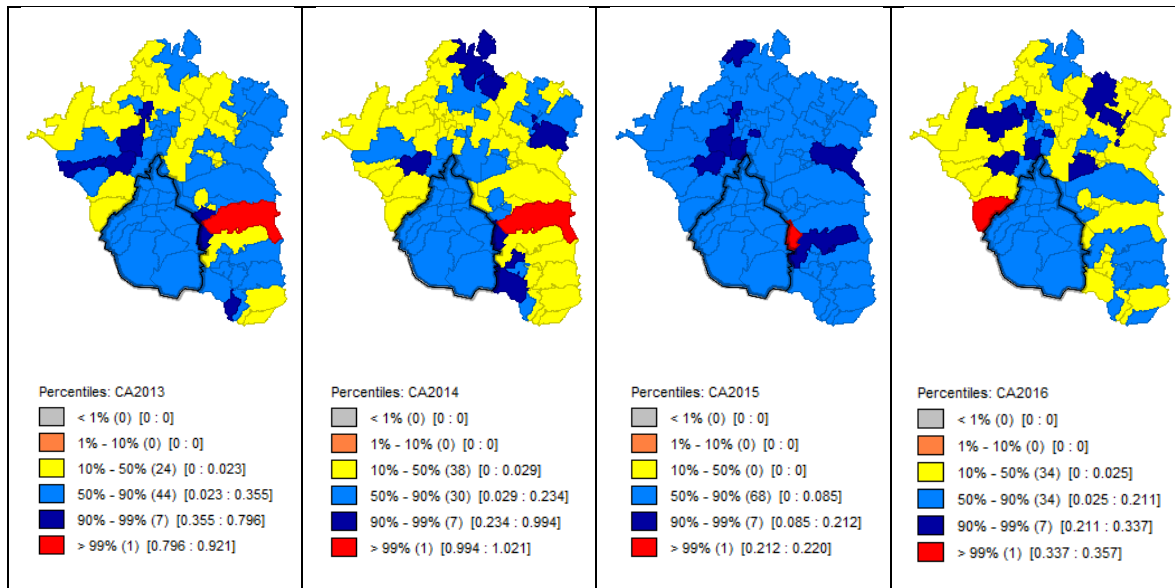 Percentiles: CA2013
< 1% (0) [0 : 0]
1% - 10% (0) [0 : 0]
10% - 50% (24) [0 : 0.023]
50% - 90% (44) [0.023 : 0.355]
90% - 99% (7) [0.355 : 0.796]
> 99% (1) [0.796 : 0.921]
Percentiles: CA2014
< 1% (0) [0 : 0]
1% - 10% (0) [0 : 0]
10% - 50% (38) [0 : 0.029]
50% - 90% (30) [0.029 : 0.234]
90% - 99% (7) [0.234 : 0.994]
> 99% (1) [0.994 : 1.021]
Percentiles: CA2015
< 1% (0) [0 : 0]
1% - 10% (0) [0 : 0]
10% - 50% (0) [0 : 0]
50% - 90% (68) [0 : 0.085]
90% - 99% (7) [0.085 : 0.212]
> 99% (1) [0.212 : 0.220]
Percentiles: CA2016
< 1% (0) [0 : 0]
1% - 10% (0) [0 : 0]
10% - 50% (34) [0 : 0.025]
50% - 90% (34) [0.025 : 0.211]
90% - 99% (7) [0.211 : 0.337]
> 99% (1) [0.337 : 0.357]